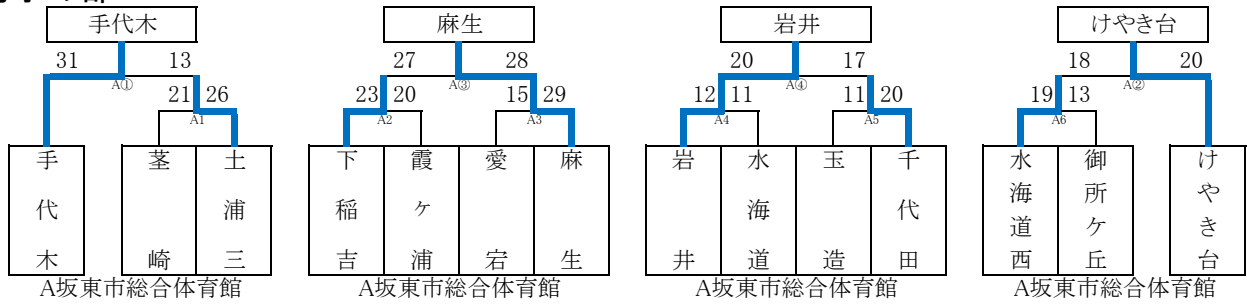 手代木 麻生 岩井 けやき台
31 13 27 28 20 17 18 20
A① A③ A④ A②
21 26 23 20 15 29 12 11 11 20 19 13
A1 A2 A3 A4 A5 A6
手代木 茎崎 土浦三 下稲吉 霞ヶ浦 愛宕 麻生 岩井 水海道 玉造 千代田 水海道西 御所ケ丘 けやき台
A坂東市総合体育館 A坂東市総合体育館 A坂東市総合体育館 A坂東市総合体育館